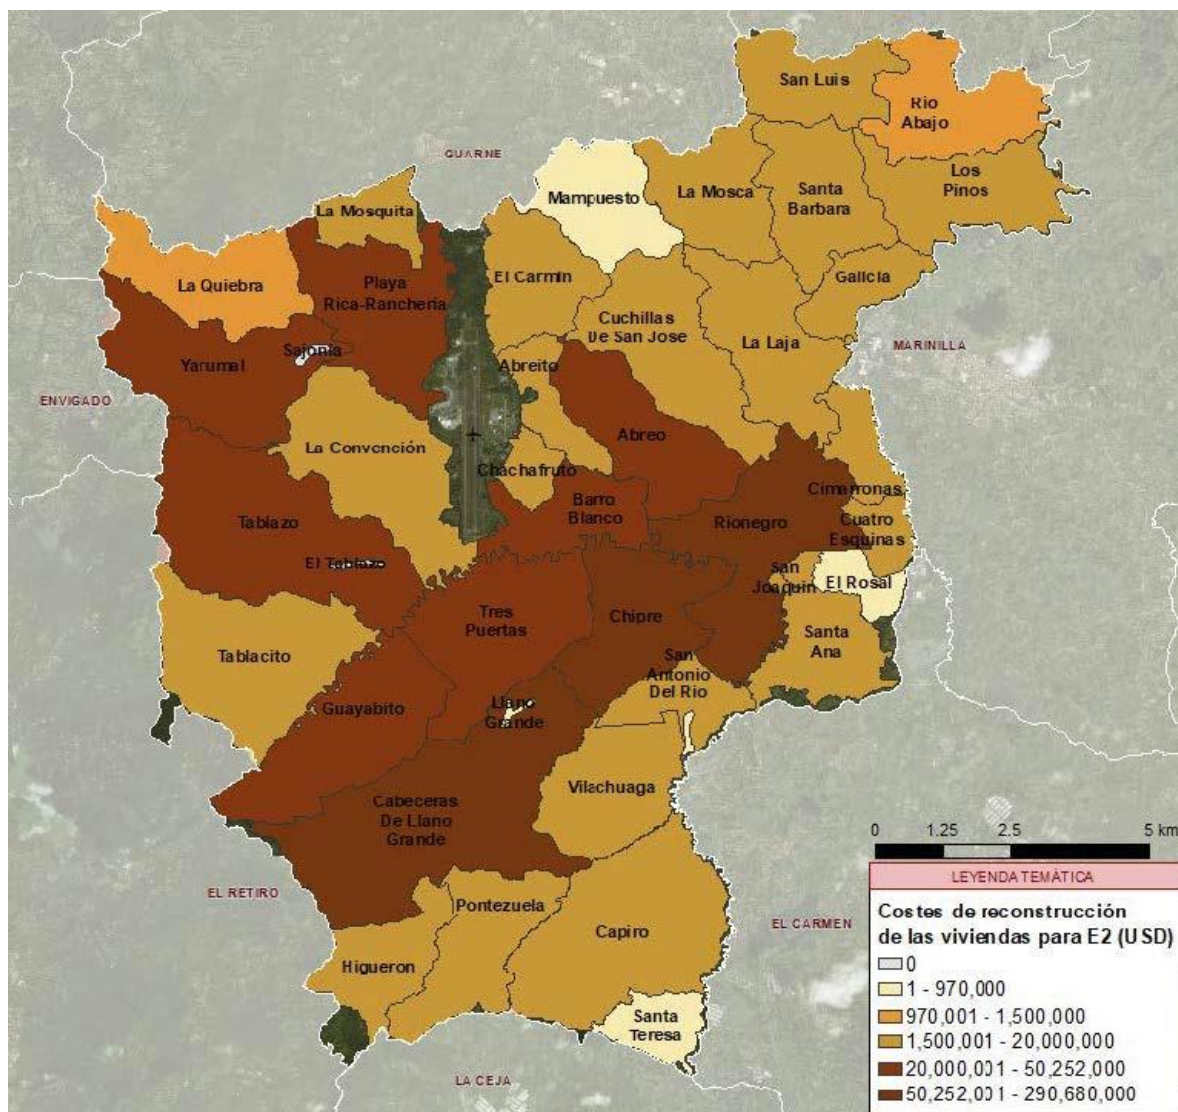 San Luis
Rio
Abajo
GUARNE
Los
Pinos
Mampuesto
La Mosca
Santa
Barbara
La Mosquita
La Quiebra
Playa
Rica-Rancheria
El Carmin
Galicia
Cuchillas
De San Jose
La Laja
MARINILLA
Sajonia
Yarumal
Abreito
ENVIGADO
Abreo
La Convención
Chachafruto
Cimarronas
Barro
Blanco
Tablazo
Rionegro
Cuatro
Esquinas
El Tablazo
San
Joaquin
El Rosal
Tres
Puertas
Chipre
Santa
Ana
Tablacito
San
Antonio
Del Rio
Guayabito
Llano
Grande
Vilachuaga
Cabeceras
De Llano
Grande
0 1.25 2.5 5 km
LEYENDA TEMÁTICA
EL RETIRO
Pontezuela
EL CARMEN
Capiro
Higueron
Santa
Teresa
LA CEJA
Costes de reconstrucción
de las viviendas para E2 (USD)
0
1 - 970,000
970,001 - 1,500,000
1,500,001 - 20,000,000
20,000,001 - 50,252,000
50,252,001 - 290,680,000